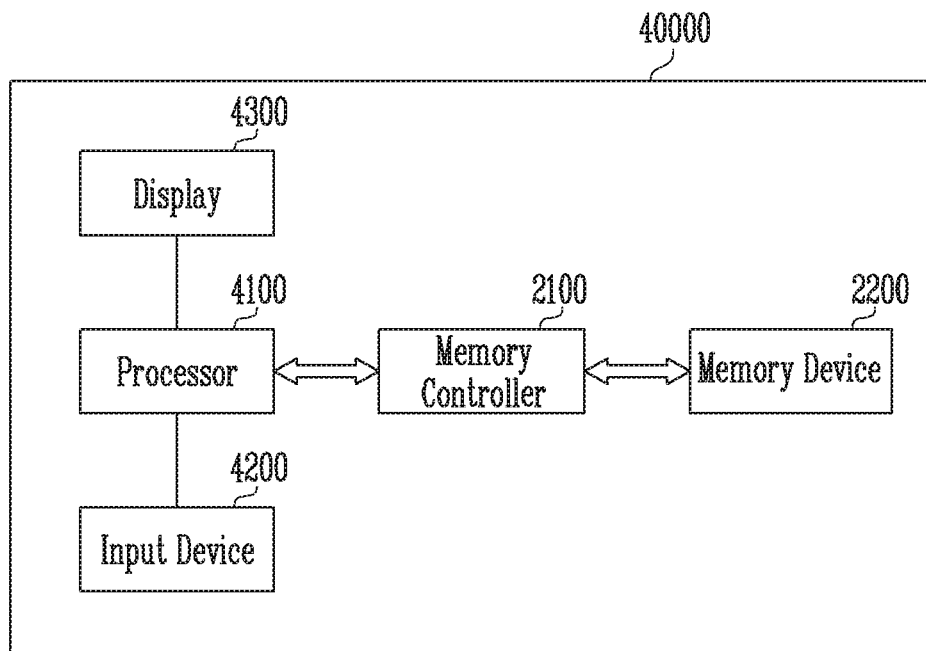 40000
4300
Display
4100
Processor
2100
Memory
Controller
2200
Memory Device
4200
Input Device